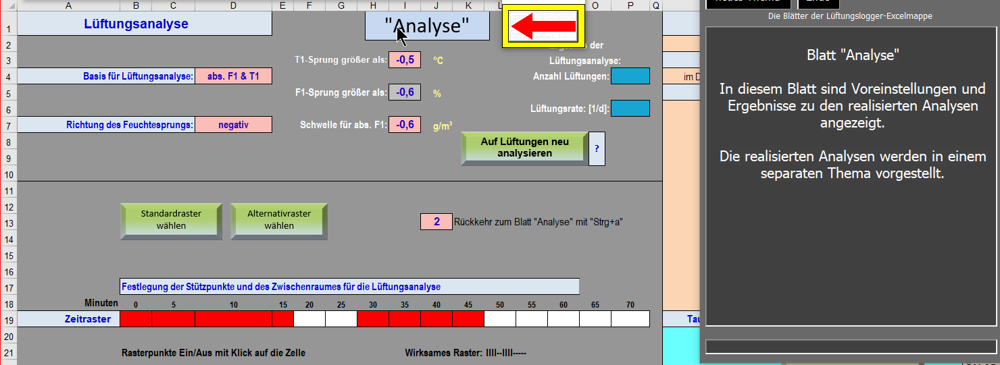 A B C D E F G H I J K L O P Q
1 Lüftungsanalyse "Analyse"
2 der
3 T1-Sprung größer als: -0,5 °C Lüftungsanalyse:
4 Basis für Lüftungsanalyse: abs. F1 & T1 Anzahl Lüftungen: im D
5 F1-Sprung größer als: -0,6 %
6 Lüftungsrate: [1/d]:
7 Richtung des Feuchtesprungs: negativ Schwelle für abs. F1: -0,6 g/m³
8 Auf Lüftungen neu
analysieren ?
9
10
11
12 Standardraster
wählen
Alternativraster
wählen
13 2 Rückkehr zum Blatt "Analyse" mit "Strg+a"
14
15
16
17 Festlegung der Stützpunkte und des Zwischenraumes für die Lüftungsanalyse
18 Minuten 0 5 10 15 20 25 30 35 40 45 50 55 60 65 70
19 Zeitraster Tau
20
21 Rasterpunkte Ein/Aus mit Klick auf die Zelle Wirksames Raster: IIII--IIII-----
Die Blätter der Lüftungslogger-Excelmappe
Blatt "Analyse"
In diesem Blatt sind Voreinstellungen und
Ergebnisse zu den realisierten Analysen
angezeigt.
Die realisierten Analysen werden in einem
separaten Thema vorgestellt.